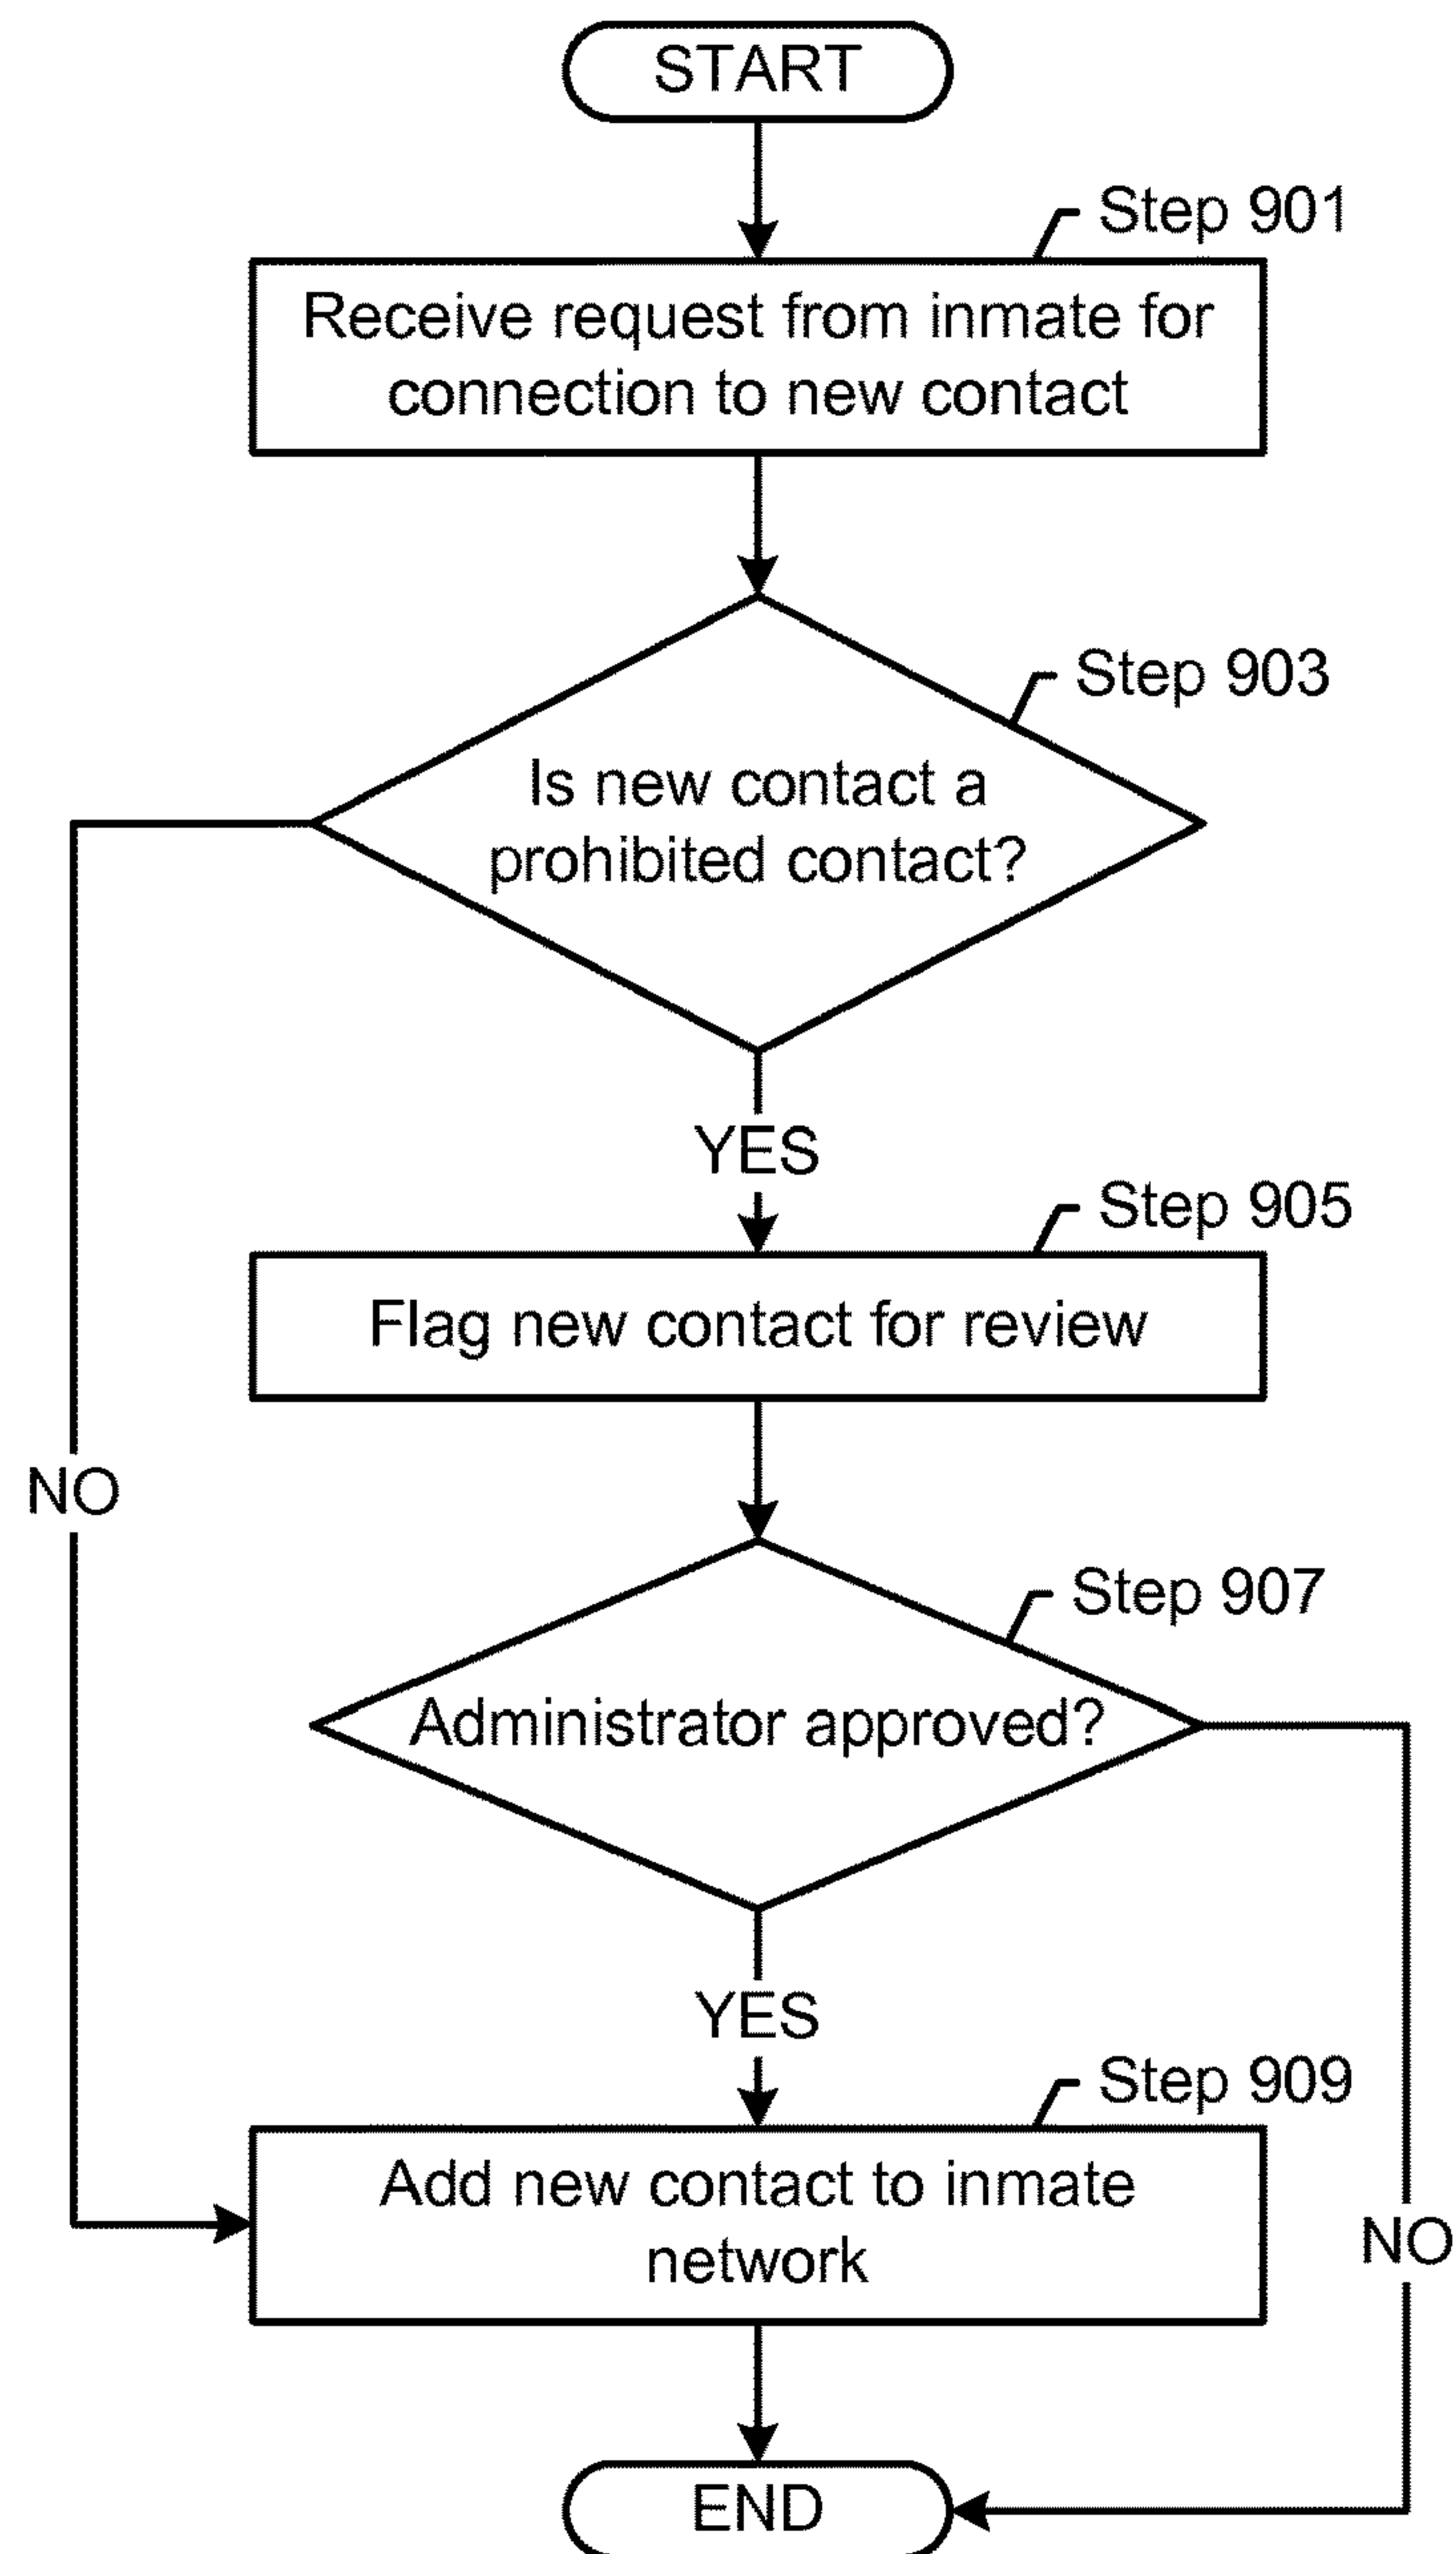 START
Step 901
Receive request from inmate for
connection to new contact
Step 903
Is new contact a
prohibited contact?
YES
Step 905
Flag new contact for review
NO
Step 907
Administrator approved?
YES
Step 909
Add new contact to inmate
network
NO
END